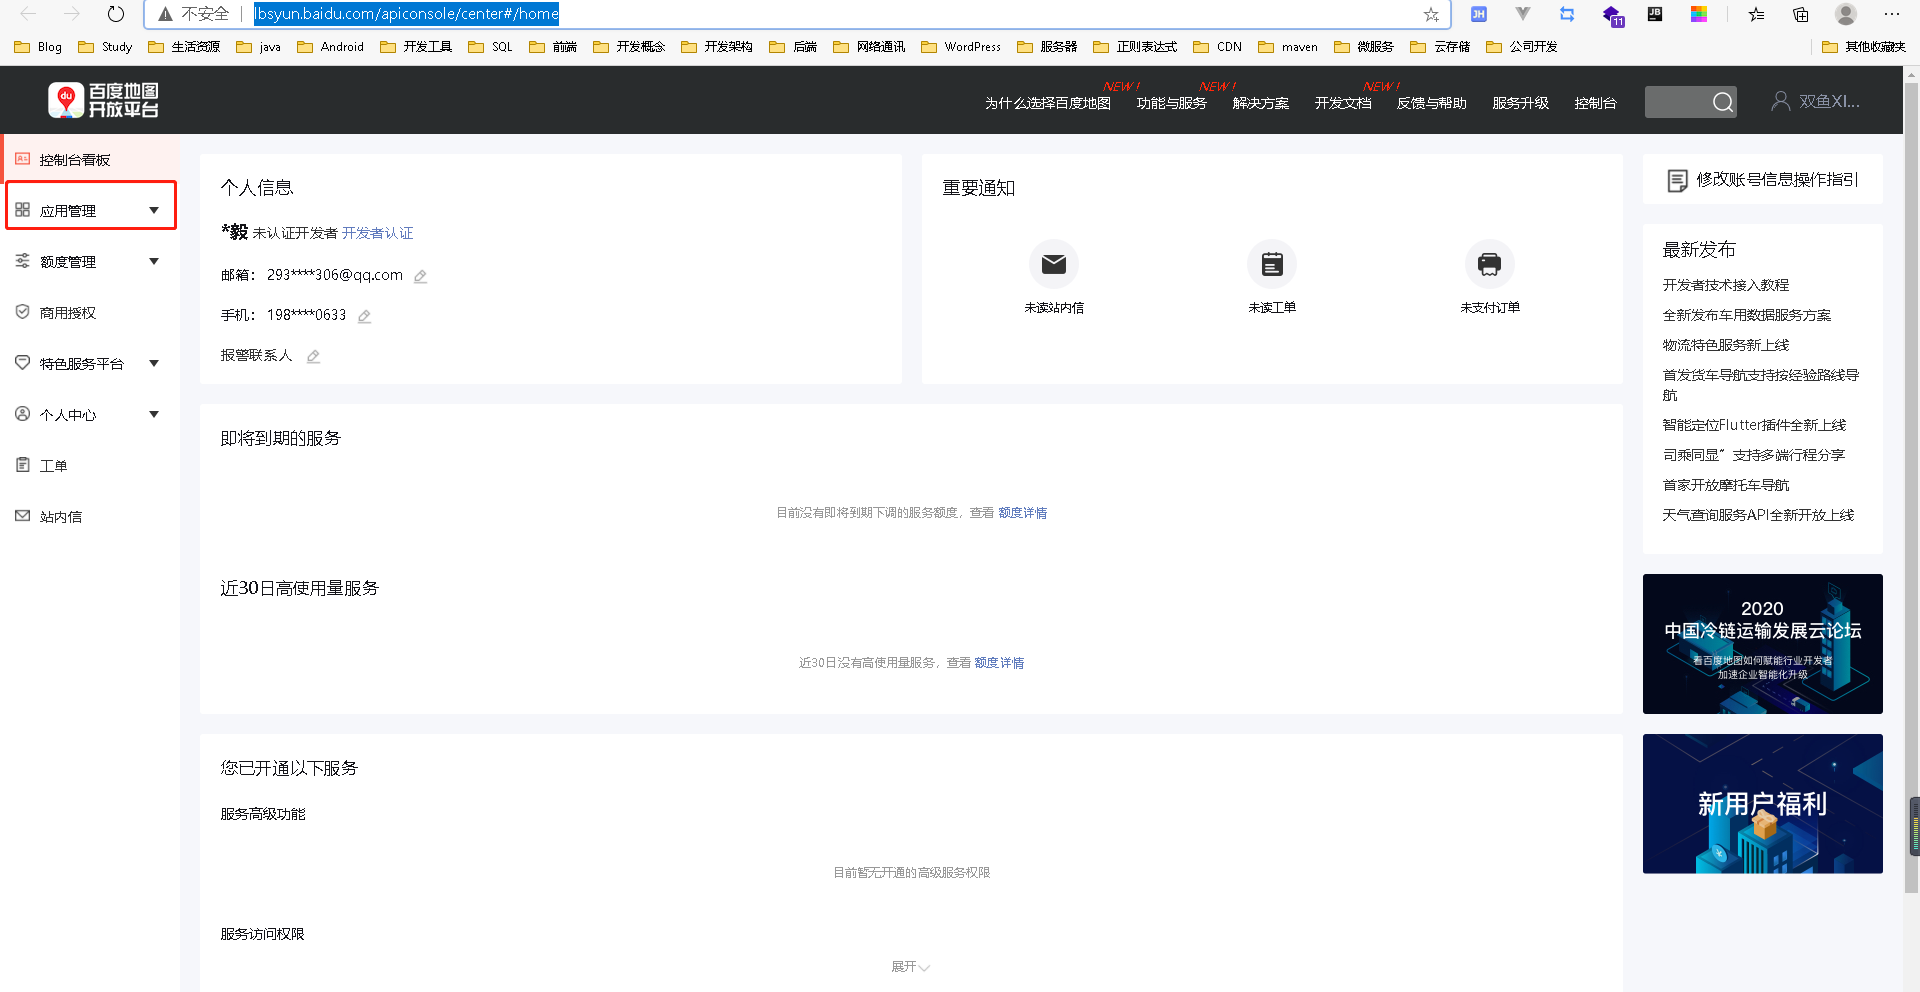 不安全 lbsyun.baidu.com/apiconsole/center#/home
JH 11 JB
Blog Study 生活资源 java Android 开发工具 SQL 前端 开发概念 开发架构 后端 网络通讯 WordPress 服务器 正则表达式 CDN maven 微服务 云存储 公司开发 其他收藏夹
NEW! NEW! NEW!
du 百度地图
开放平台
为什么选择百度地图 功能与服务 解决方案 开发文档 反馈与帮助 服务升级 控制台 双鱼XI...
控制台看板
应用管理
额度管理
商用授权
特色服务平台
个人中心
工单
站内信
个人信息
*毅 未认证开发者 开发者认证
邮箱： 293****306@qq.com
手机： 198****0633
报警联系人
重要通知
未读站内信 未读工单 未支付订单
即将到期的服务
目前没有即将到期下调的服务额度，查看 额度详情
近30日高使用量服务
近30日没有高使用量服务，查看 额度详情
您已开通以下服务
服务高级功能
目前暂无开通的高级服务权限
服务访问权限
展开
修改账号信息操作指引
最新发布
开发者技术接入教程
全新发布车用数据服务方案
物流特色服务新上线
首发货车导航支持按经验路线导
航
智能定位Flutter插件全新上线
司乘同显”支持多端行程分享
首家开放摩托车导航
天气查询服务API全新开放上线
2020
中国冷链运输发展云论坛
看百度地图如何赋能行业开发者
加速企业智能化升级
新用户福利